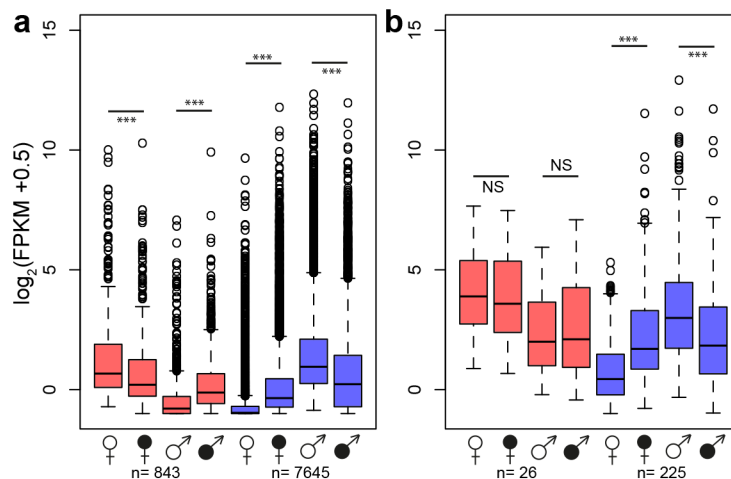 a
b
log2(FPKM +0.5)
15
10
5
0
***
***
***
***
♀ ♀ ♂ ♂ ♀ ♀ ♂ ♂
n= 843
n= 7645
15
10
5
0
NS
NS
***
***
♀ ♀ ♂ ♂ ♀ ♀ ♂ ♂
n= 26
n= 225